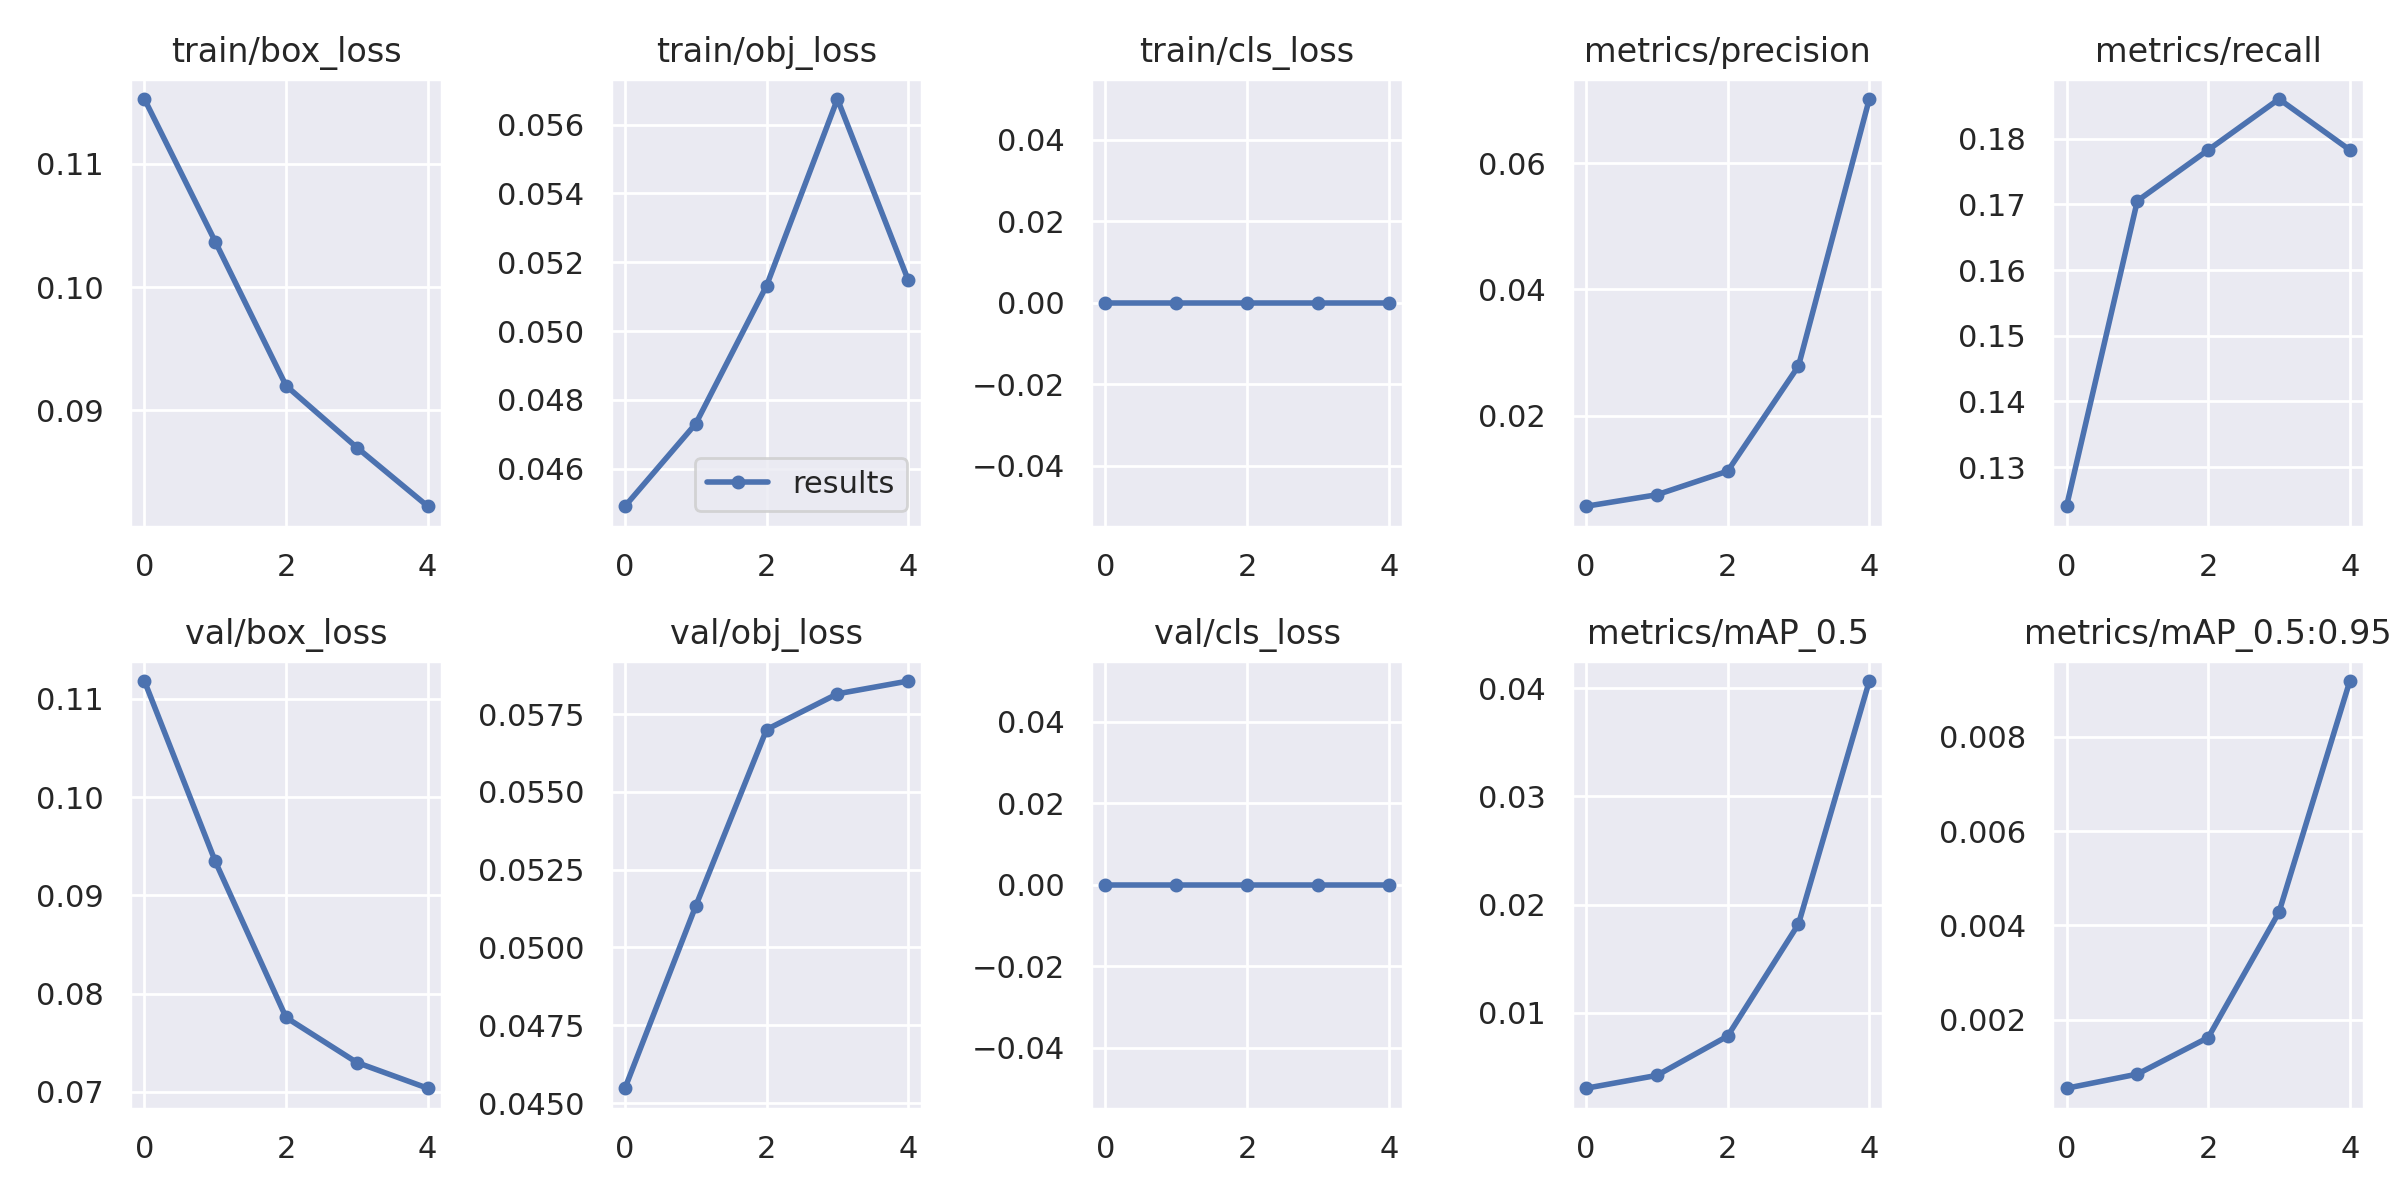 train/box_loss
0.11
0.10
0.09
0 2 4
train/obj_loss
0.056
0.054
0.052
0.050
0.048
0.046
results
0 2 4
train/cls_loss
0.04
0.02
0.00
−0.02
−0.04
0 2 4
metrics/precision
0.06
0.04
0.02
0 2 4
metrics/recall
0.18
0.17
0.16
0.15
0.14
0.13
0 2 4
val/box_loss
0.11
0.10
0.09
0.08
0.07
0 2 4
val/obj_loss
0.0575
0.0550
0.0525
0.0500
0.0475
0.0450
0 2 4
val/cls_loss
0.04
0.02
0.00
−0.02
−0.04
0 2 4
metrics/mAP_0.5
0.04
0.03
0.02
0.01
0 2 4
metrics/mAP_0.5:0.95
0.008
0.006
0.004
0.002
0 2 4